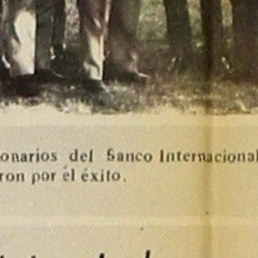 onarios del Banco Internacional
ron por el éxito.